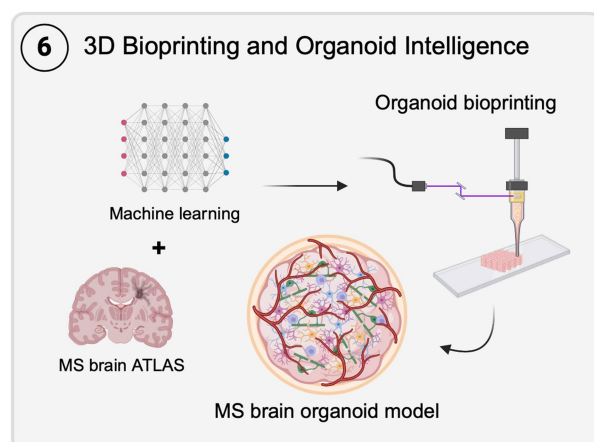 6
3D Bioprinting and Organoid Intelligence
Organoid bioprinting
Machine learning
+
MS brain ATLAS
MS brain organoid model